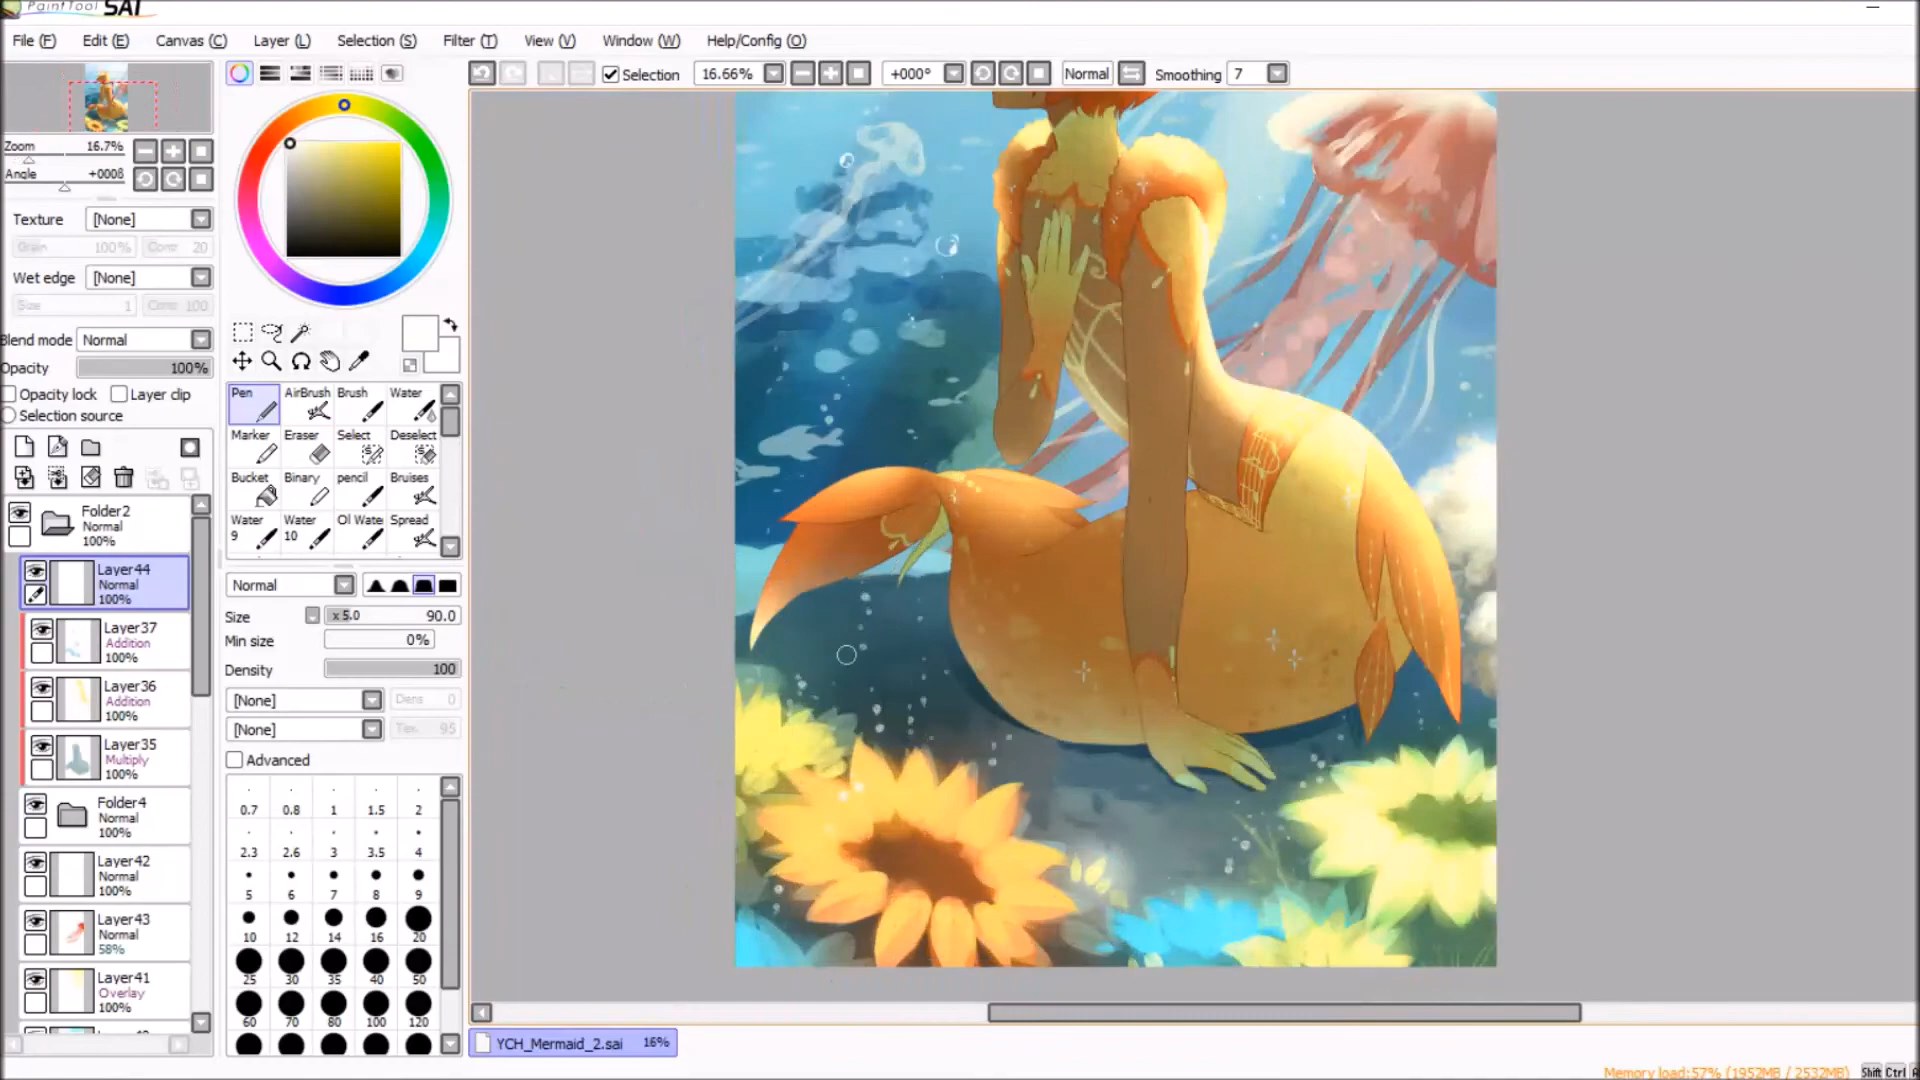 PaintTool SAI
File (F) Edit (E) Canvas (C) Layer (L) Selection (S) Filter (T) View (V) Window (W) Help/Config (O)
Selection 16.66% +000° Normal Smoothing 7
Zoom 16.7%
Angle +000ß
Texture [None]
Grain 100% Conc 20
Wet edge [None]
Size 1 Conc 100
Blend mode Normal
Opacity 100%
Opacity lock Layer clip
Selection source
Folder2
Normal
100%
Layer44
Normal
100%
Layer37
Addition
100%
Layer36
Addition
100%
Layer35
Multiply
100%
Folder4
Normal
100%
Layer42
Normal
100%
Layer43
Normal
58%
Layer41
Overlay
100%
Pen AirBrush Brush Water
Marker Eraser Select Deselect
Bucket Binary pencil Bruises
Water 9 Water 10 Ol Wate Spread
Normal
Size x 5.0 90.0
Min size 0%
Density 100
[None] Dens 0
[None] Tex. 95
Advanced
0.7 0.8 1 1.5 2
2.3 2.6 3 3.5 4
5 6 7 8 9
10 12 14 16 20
25 30 35 40 50
60 70 80 100 120
YCH_Mermaid_2.sai 16%
Memory load:57% (1952MB / 2532MB) Shift Ctrl